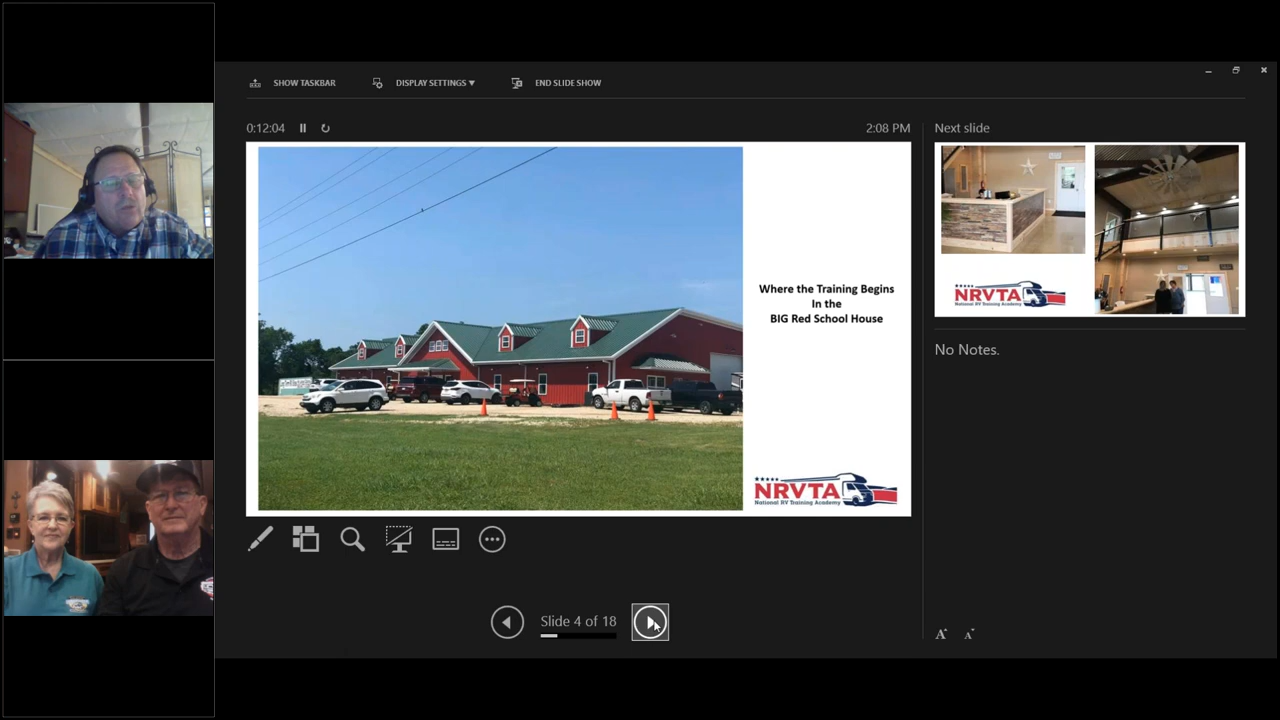 SHOW TASKBAR
DISPLAY SETTINGS ▼
END SLIDE SHOW
0:12:04
2:08 PM
Next slide
Where the Training Begins
In the
BIG Red School House
NRVTA
National RV Training Academy
NRVTA
National RV Training Academy
No Notes.
Slide 4 of 18
A A